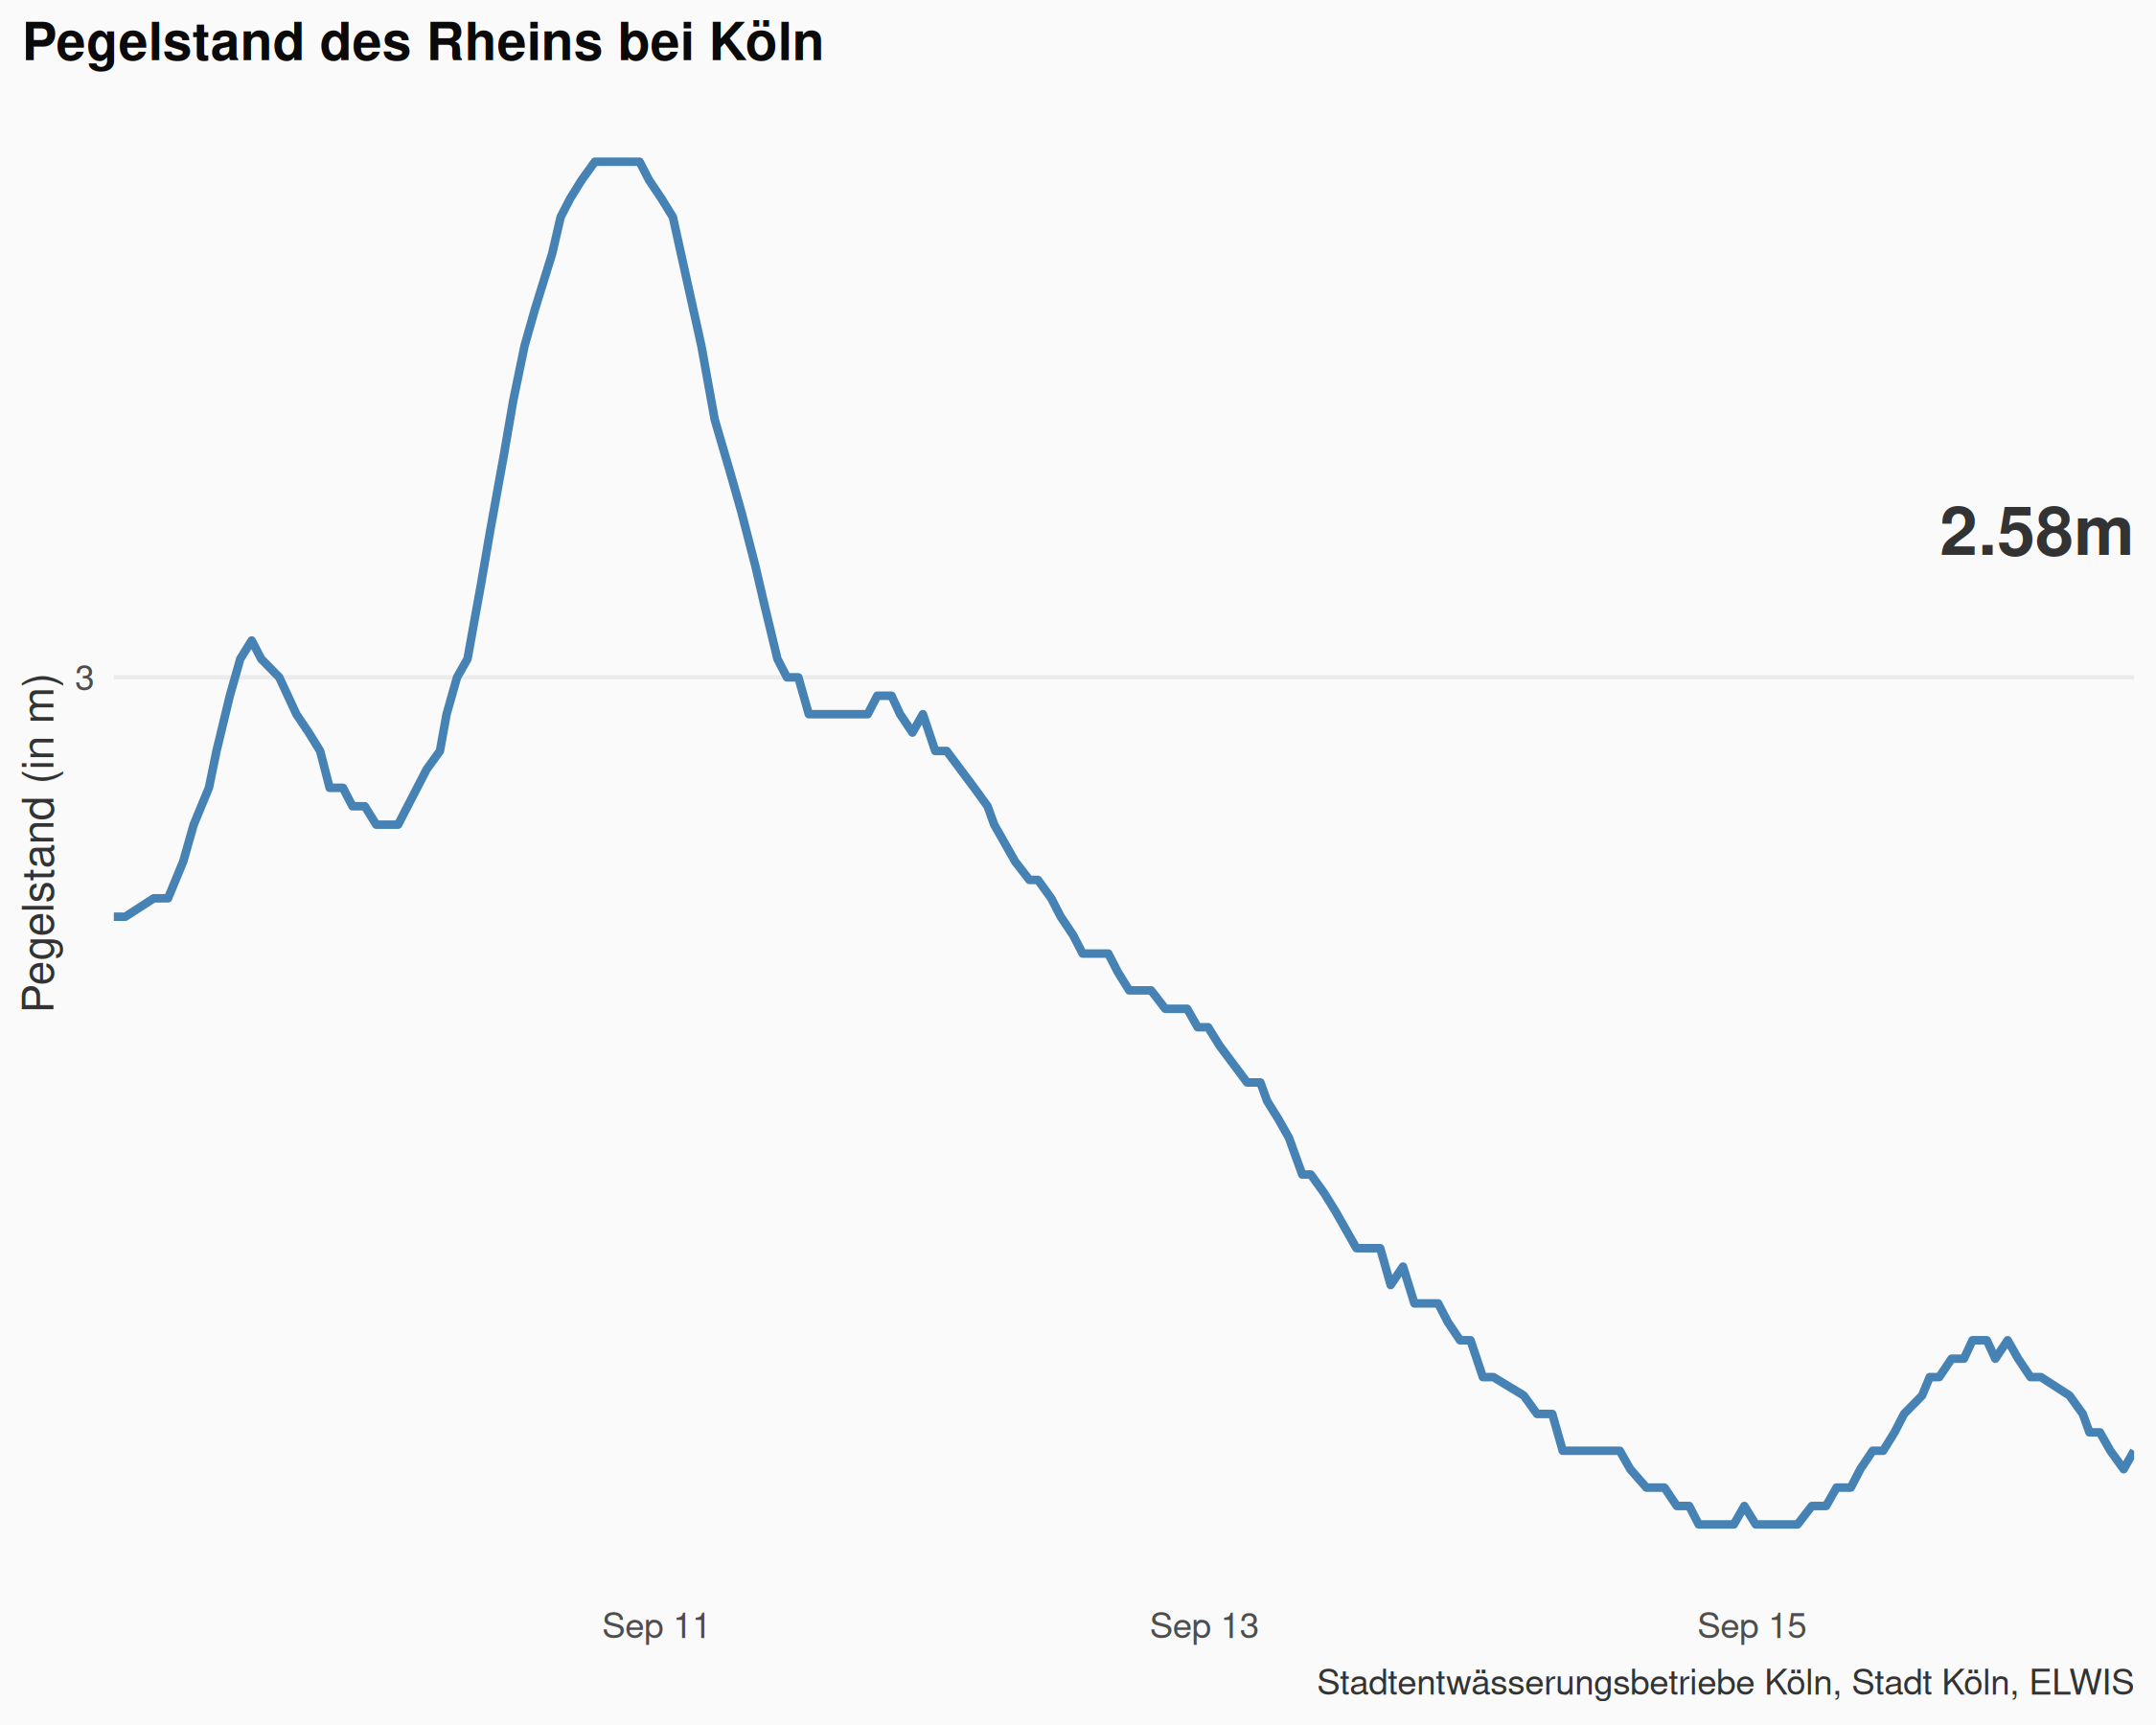 Pegelstand des Rheins bei Köln
2.58m
3
Pegelstand (in m)
Sep 11
Sep 13
Sep 15
Stadtentwässerungsbetriebe Köln, Stadt Köln, ELWIS